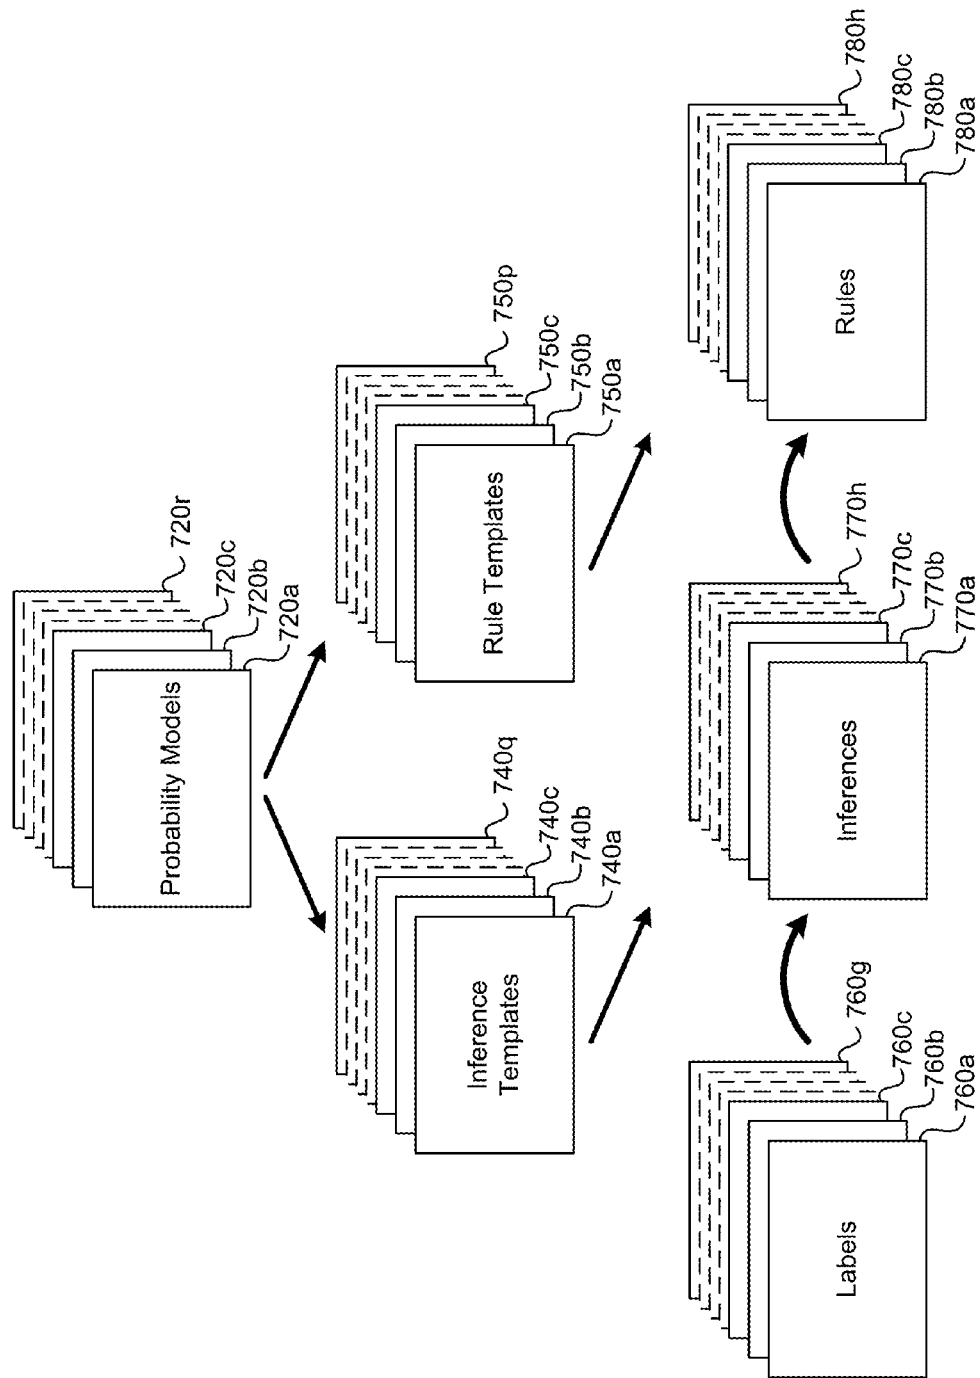 Probability Models
720r
720c
720b
720a
Inference
Templates
740q
740c
740b
740a
Rule Templates
750p
750c
750b
750a
Labels
760g
760c
760b
760a
Inferences
770h
770c
770b
770a
Rules
780h
780c
780b
780a